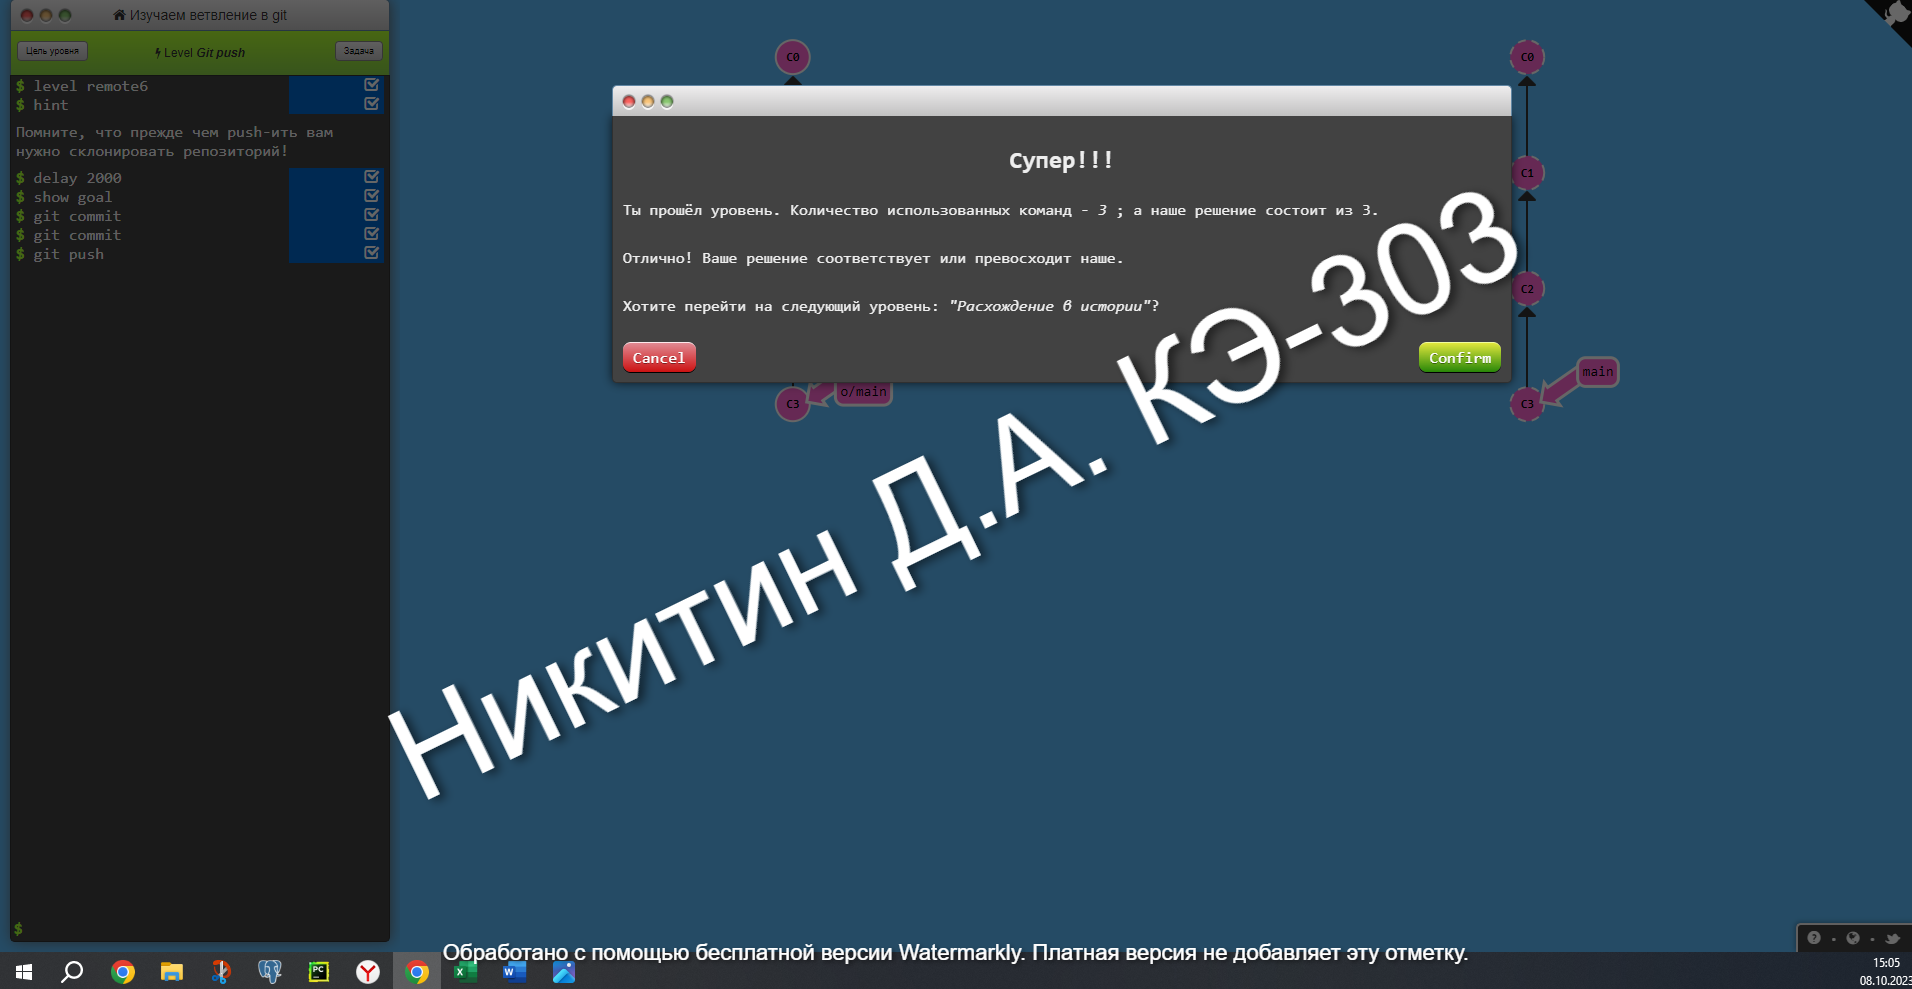 Изучаем ветвление в git
Цель уровня
Level Git push
Задача
$ level remote6
$ hint
Помните, что прежде чем push-ить вам
нужно склонировать репозиторий!
$ delay 2000
$ show goal
$ git commit
$ git commit
$ git push
$
C0
C0
C1
C2
C3
o/main
C3
main
Супер!!!
Ты прошёл уровень. Количество использованных команд - 3 ; а наше решение состоит из 3.
Отлично! Ваше решение соответствует или превосходит наше.
Хотите перейти на следующий уровень: "Расхождение в истории"?
Cancel
Confirm
Никитин Д.А. КЭ-303
Обработано с помощью бесплатной версии Watermarkly. Платная версия не добавляет эту отметку.
15:05
08.10.2023